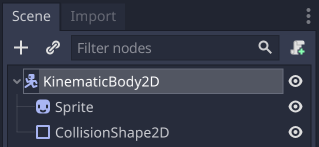 Scene Import
Filter nodes
KinematicBody2D
Sprite
CollisionShape2D